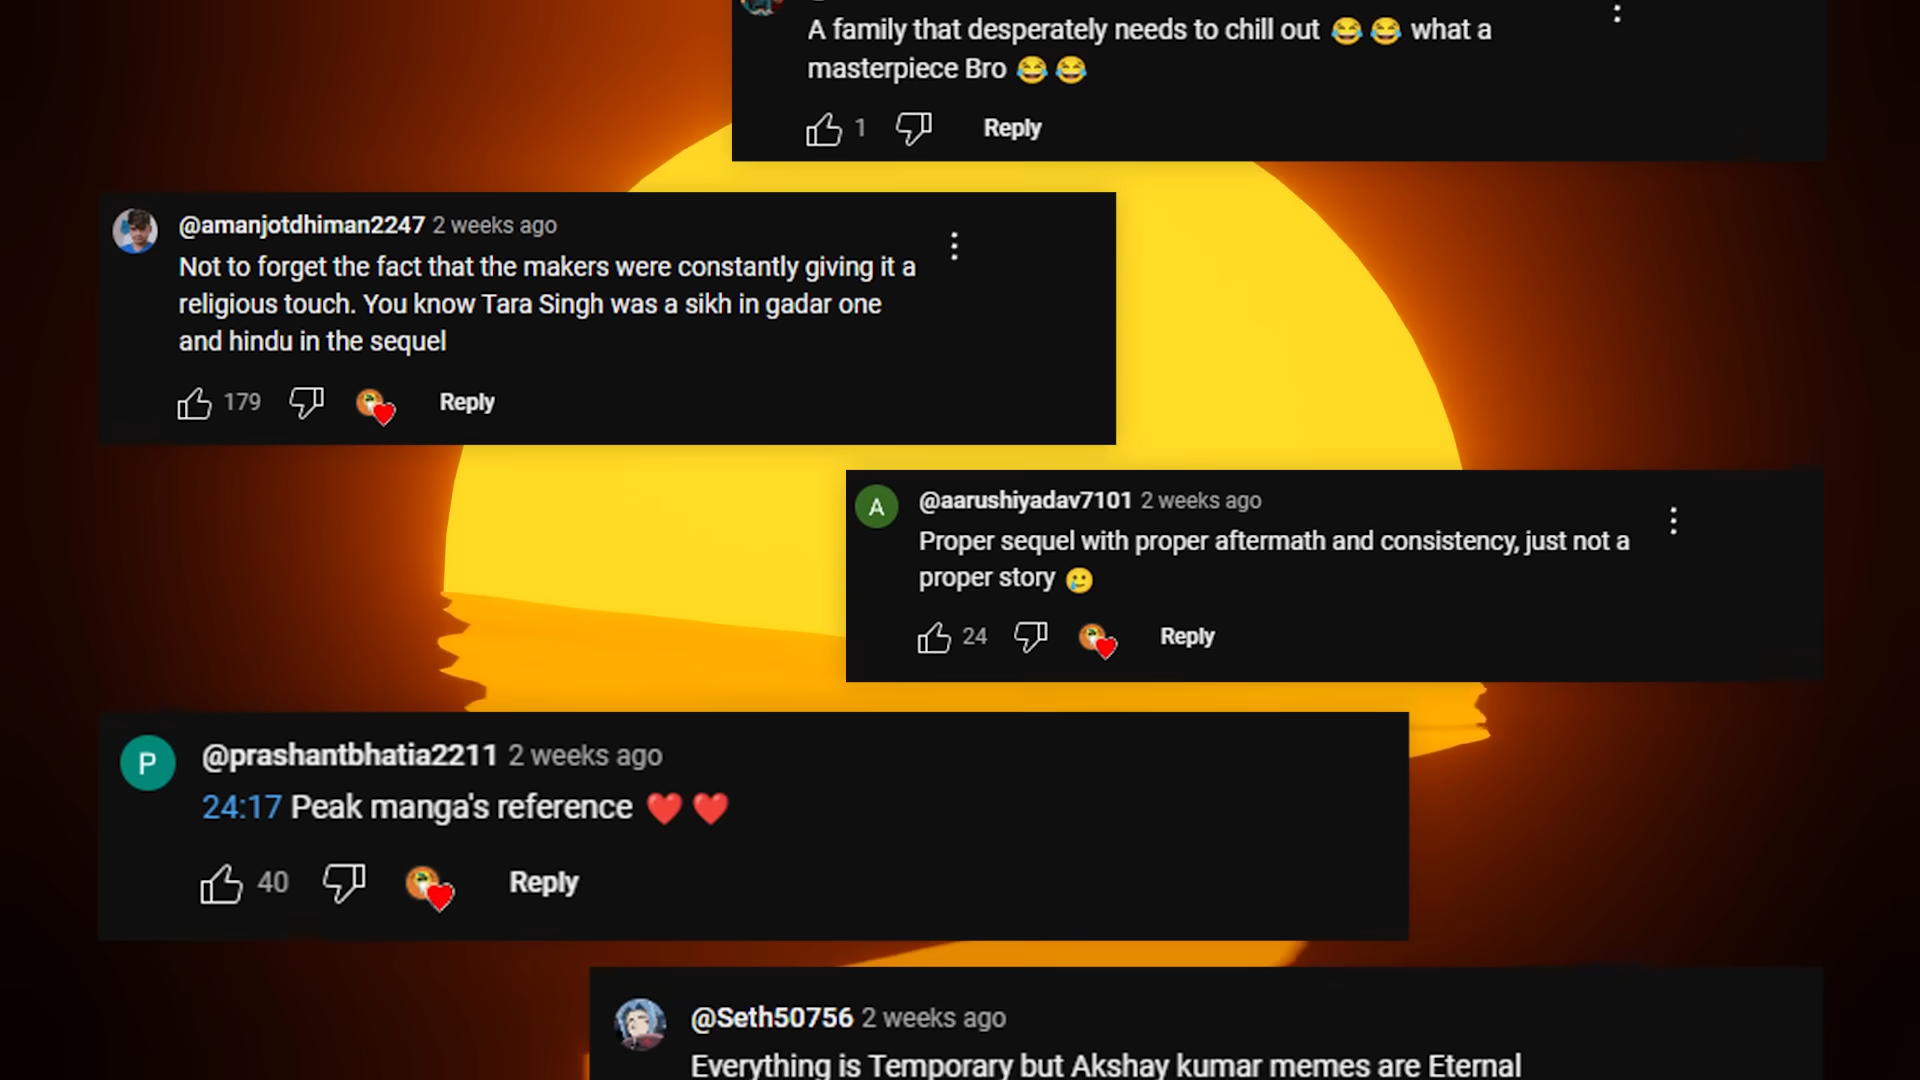 A family that desperately needs to chill out 😂 😂 what a
masterpiece Bro 😂 😂
1 Reply
@amanjotdhiman2247 2 weeks ago
Not to forget the fact that the makers were constantly giving it a
religious touch. You know Tara Singh was a sikh in gadar one
and hindu in the sequel
179 Reply
A @aarushiyadav7101 2 weeks ago
Proper sequel with proper aftermath and consistency, just not a
proper story 🥲
24 Reply
P @prashantbhatia2211 2 weeks ago
24:17 Peak manga's reference ❤️ ❤️
40 Reply
@Seth50756 2 weeks ago
Everything is Temporary but Akshay kumar memes are Eternal